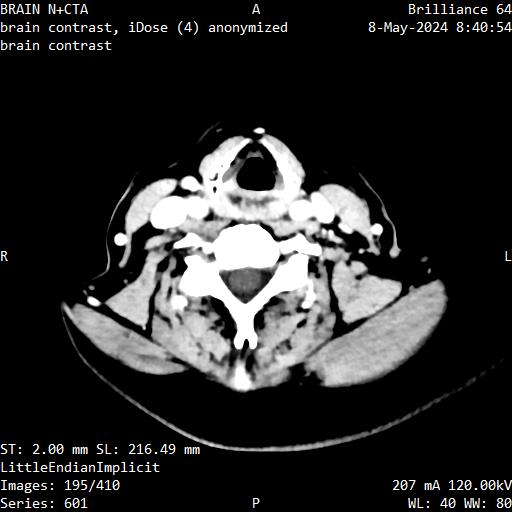 BRAIN N+CTA
A
Brilliance 64
brain contrast, iDose (4) anonymized
8-May-2024 8:40:54
brain contrast
R
L
ST: 2.00 mm SL: 216.49 mm
LittleEndianImplicit
Images: 195/410
207 mA 120.00kV
Series: 601
P
WL: 40 WW: 80